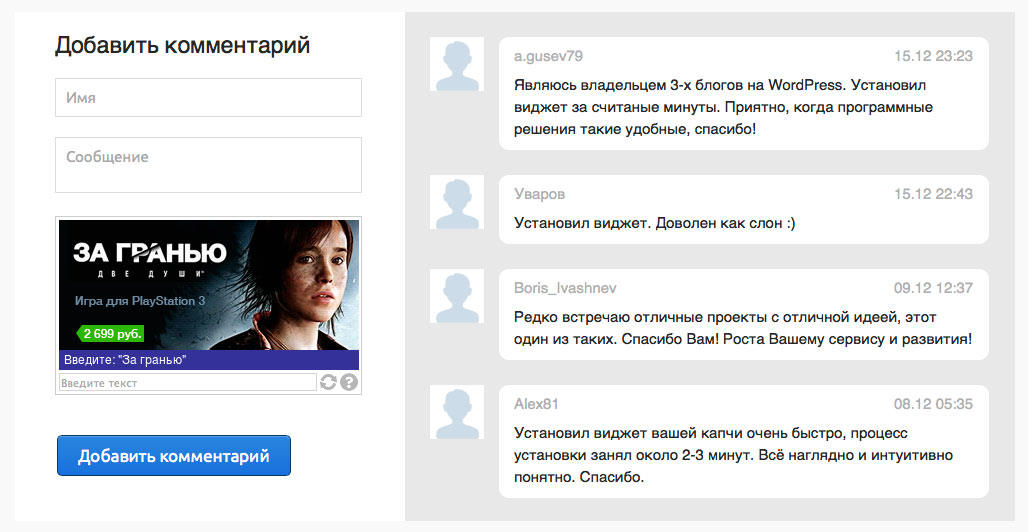 Добавить комментарий
Имя
Сообщение
ЗА ГРАНЬЮ
ДВЕ ДУШИ
Игра для PlayStation 3
2 699 руб.
Введите: "За гранью"
Введите текст
?
Добавить комментарий
a.gusev79 15.12 23:23
Являюсь владельцем 3-х блогов на WordPress. Установил
виджет за считаные минуты. Приятно, когда программные
решения такие удобные, спасибо!
Уваров 15.12 22:43
Установил виджет. Доволен как слон :)
Boris_Ivashnev 09.12 12:37
Редко встречаю отличные проекты с отличной идеей, этот
один из таких. Спасибо Вам! Роста Вашему сервису и развития!
Alex81 08.12 05:35
Установил виджет вашей капчи очень быстро, процесс
установки занял около 2-3 минут. Всё наглядно и интуитивно
понятно. Спасибо.